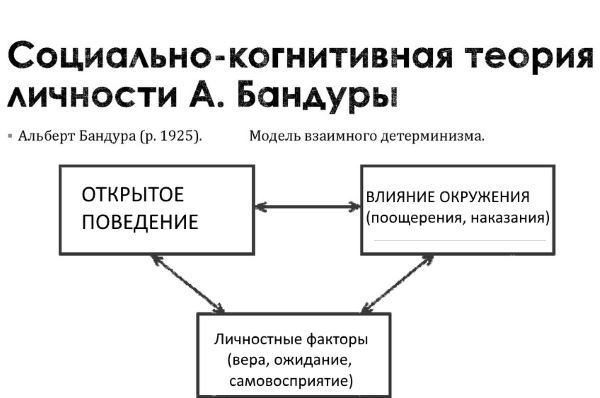 Социально-когнитивная теория
личности А. Бандуры
▪ Альберт Бандура (р. 1925). Модель взаимного детерминизма.
ОТКРЫТОЕ
ПОВЕДЕНИЕ
ВЛИЯНИЕ ОКРУЖЕНИЯ
(поощерения, наказания)
Личностные факторы
(вера, ожидание,
самовосприятие)